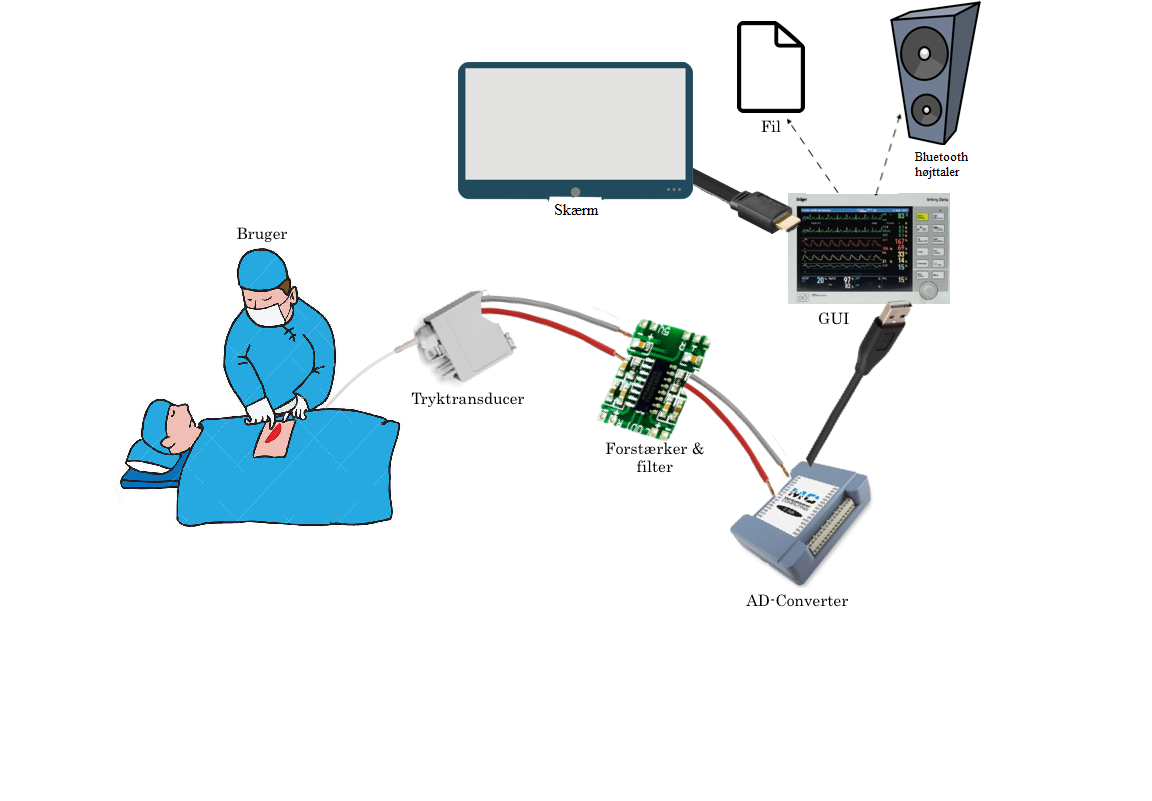 Fil
Bluetooth
højttaler
Skærm
Bruger
GUI
Tryktransducer
Forstærker &
filter
AD-Converter